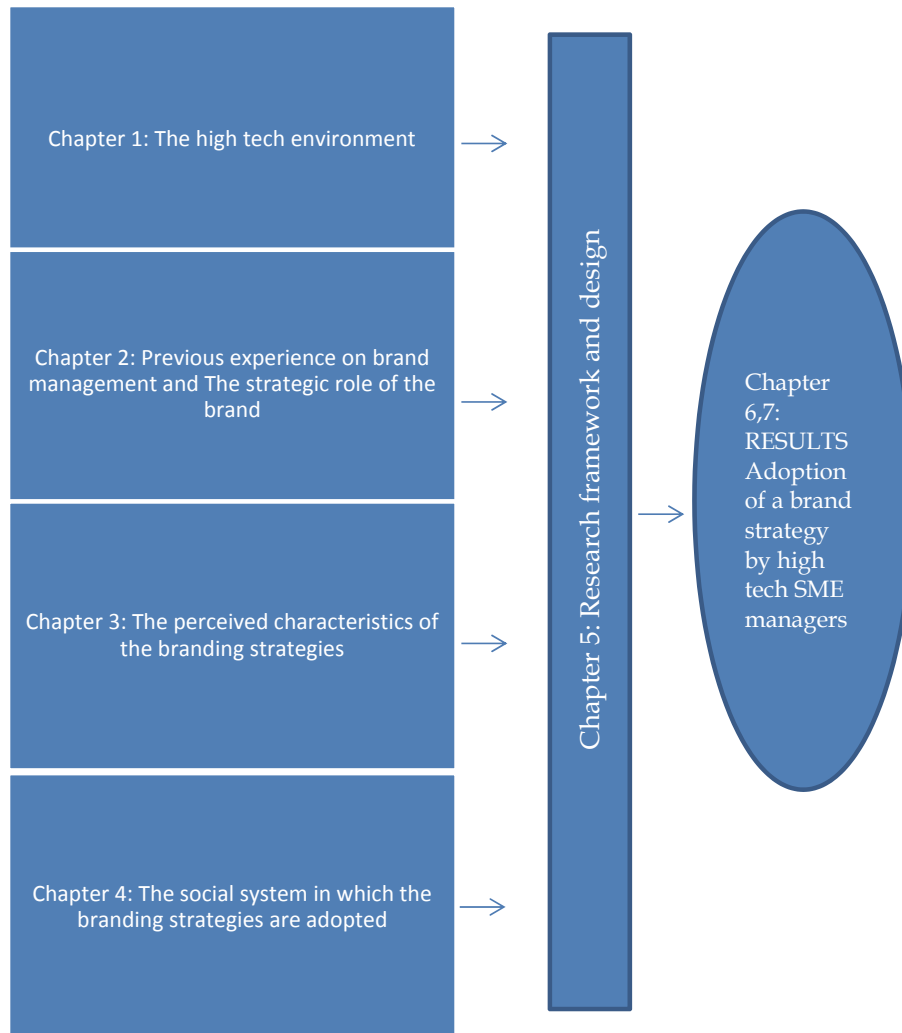 Chapter 1: The high tech environment
Chapter 2: Previous experience on brand
management and The strategic role of the
brand
Chapter 3: The perceived characteristics of
the branding strategies
Chapter 4: The social system in which the
branding strategies are adopted
Chapter 5: Research framework and design
Chapter
6,7:
RESULTS
Adoption
of a brand
strategy
by high
tech SME
managers